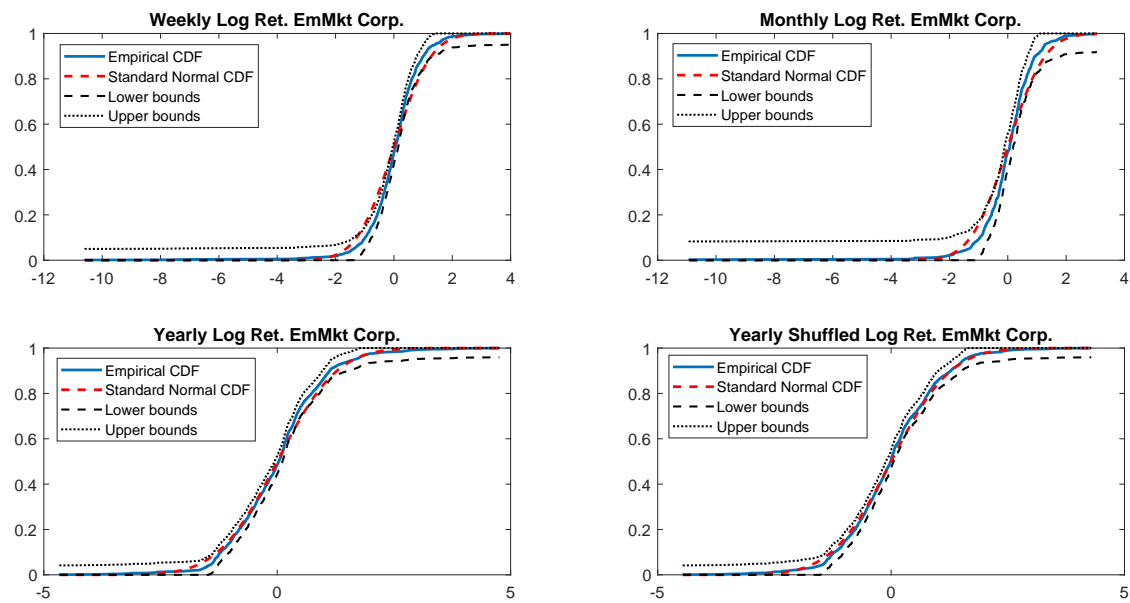 Weekly Log Ret. EmMkt Corp.
1
0.8
0.6
0.4
0.2
0
Empirical CDF
Standard Normal CDF
Lower bounds
Upper bounds
-12 -10 -8 -6 -4 -2 0 2 4
Monthly Log Ret. EmMkt Corp.
1
0.8
0.6
0.4
0.2
0
Empirical CDF
Standard Normal CDF
Lower bounds
Upper bounds
-12 -10 -8 -6 -4 -2 0 2 4
Yearly Log Ret. EmMkt Corp.
1
0.8
0.6
0.4
0.2
0
Empirical CDF
Standard Normal CDF
Lower bounds
Upper bounds
-5 0 5
Yearly Shuffled Log Ret. EmMkt Corp.
1
0.8
0.6
0.4
0.2
0
Empirical CDF
Standard Normal CDF
Lower bounds
Upper bounds
-5 0 5